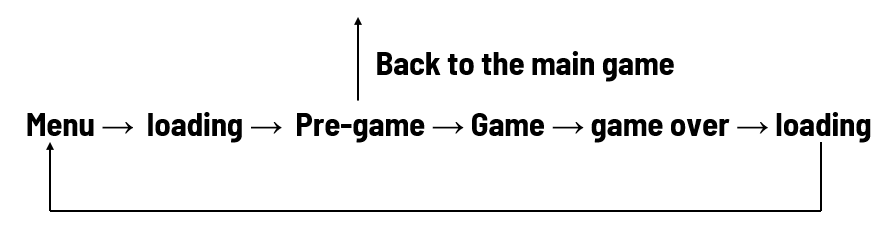 Back to the main game
Menu → loading → Pre-game → Game → game over → loading